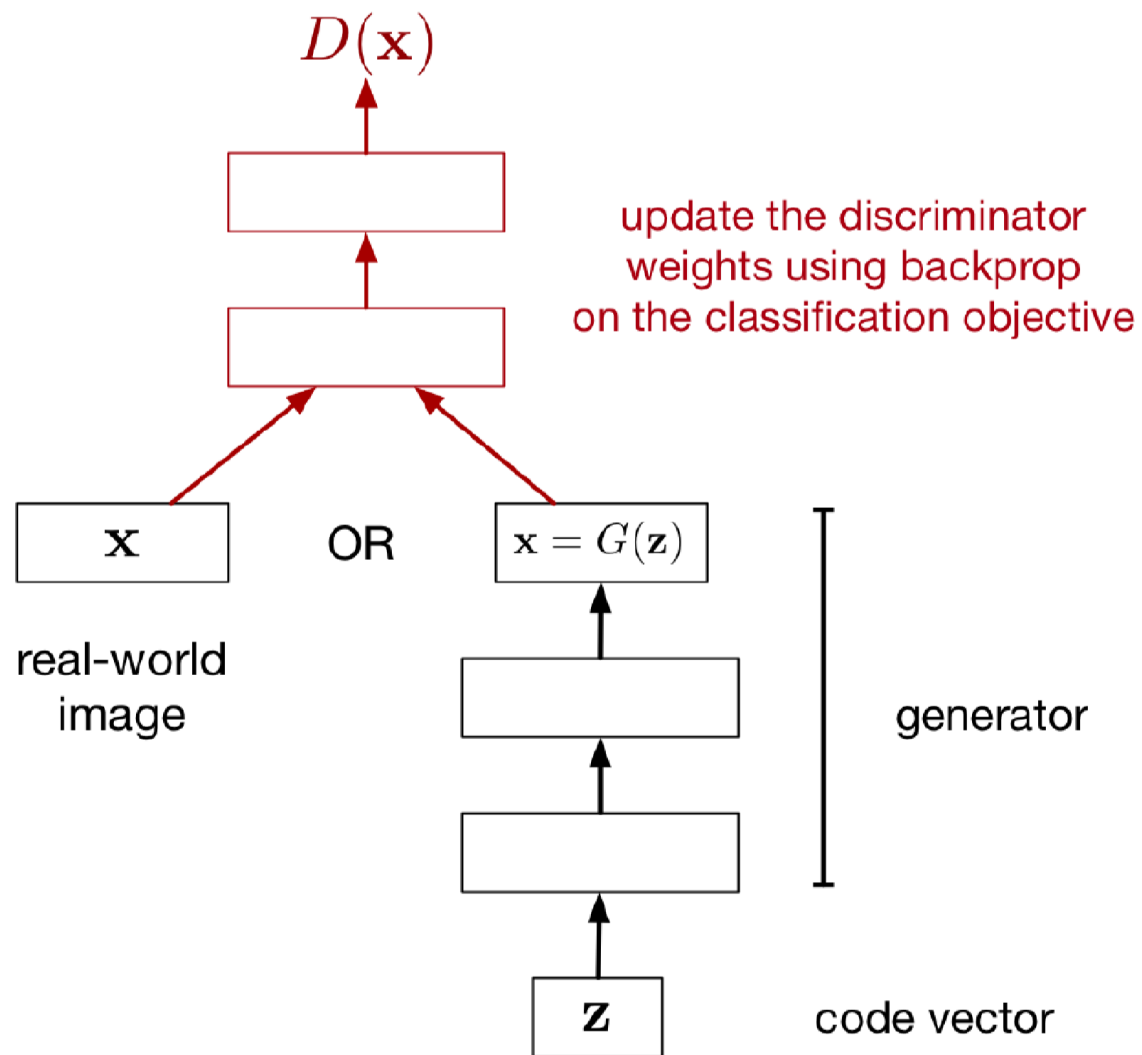 D(x)
update the discriminator
weights using backprop
on the classification objective
x
OR
x = G(z)
real-world
image
generator
z
code vector